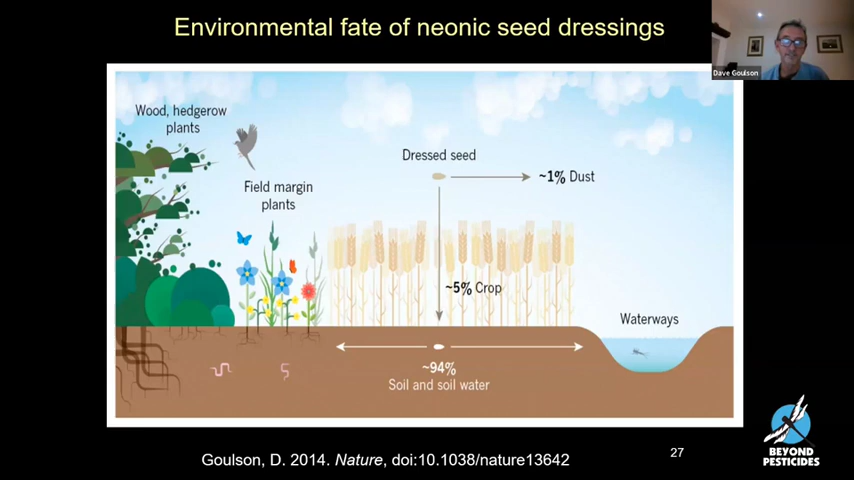 Environmental fate of neonic seed dressings
Dave Goulson
Wood, hedgerow
plants
Field margin
plants
Dressed seed
~1% Dust
~5% Crop
Waterways
~94%
Soil and soil water
Goulson, D. 2014. Nature, doi:10.1038/nature13642
27
BEYOND
PESTICIDES